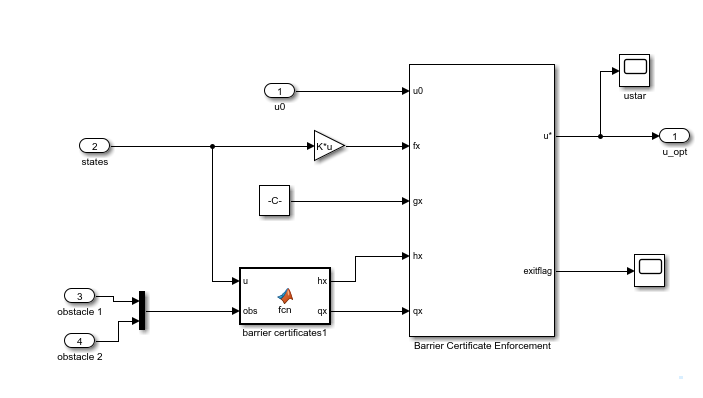 1
u0
2
states
K*u
-C-
u
obs
fcn
hx
qx
barrier certificates1
3
obstacle 1
4
obstacle 2
u0
fx
gx
hx
qx
u*
exitflag
Barrier Certificate Enforcement
ustar
1
u_opt